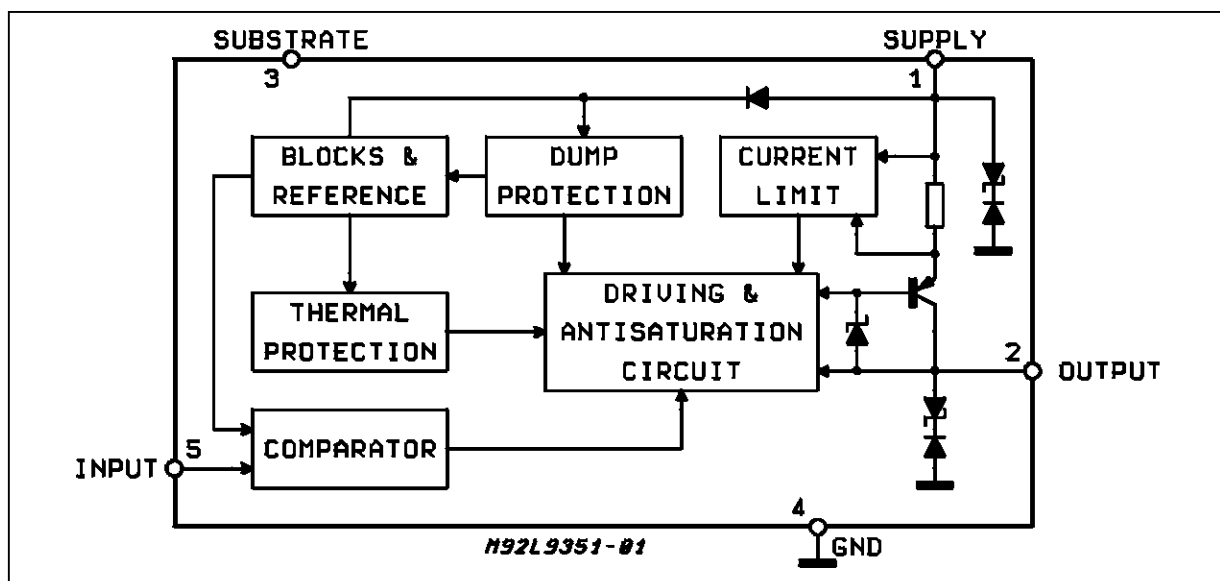 SUBSTRATE
3
SUPPLY
1
BLOCKS &
REFERENCE
DUMP
PROTECTION
CURRENT
LIMIT
THERMAL
PROTECTION
DRIVING &
ANTISATURATION
CIRCUIT
2
OUTPUT
COMPARATOR
5
INPUT
4
GND
M92L9351-01